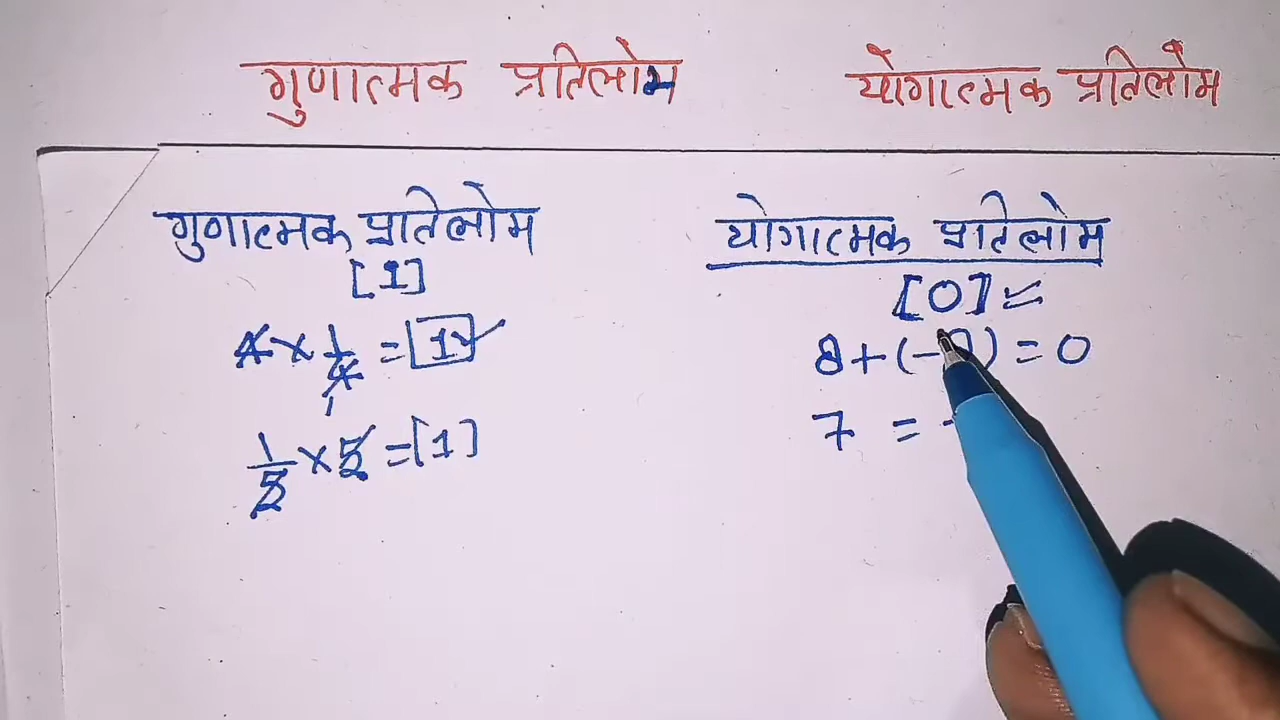 गुणात्मक प्रतिलोम
योगात्मक प्रतिलोम
गुणात्मक प्रतिलोम
[1]
4 × 1/4 = 1
1/5 × 5 = [1]
योगात्मक प्रतिलोम
[0]
8 + (-8) = 0
7 = -